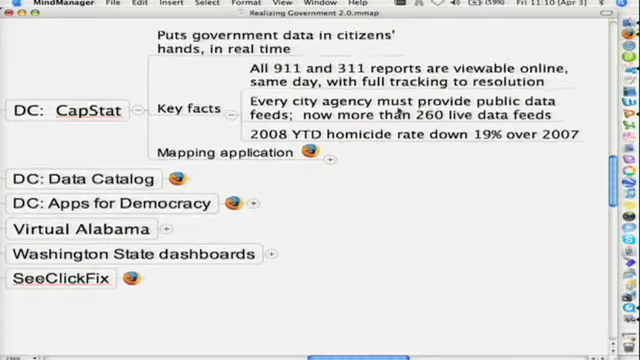 MindManager File Edit View Insert Format Tools Window Help (59%) Fri 11:10 (Apr 3)
Realizing Government 2.0.mmap
Puts government data in citizens'
hands, in real time
All 911 and 311 reports are viewable online,
same day, with full tracking to resolution
DC: CapStat
Key facts
Every city agency must provide public data
feeds; now more than 260 live data feeds
2008 YTD homicide rate down 19% over 2007
Mapping application
DC: Data Catalog
DC: Apps for Democracy
Virtual Alabama
Washington State dashboards
SeeClickFix